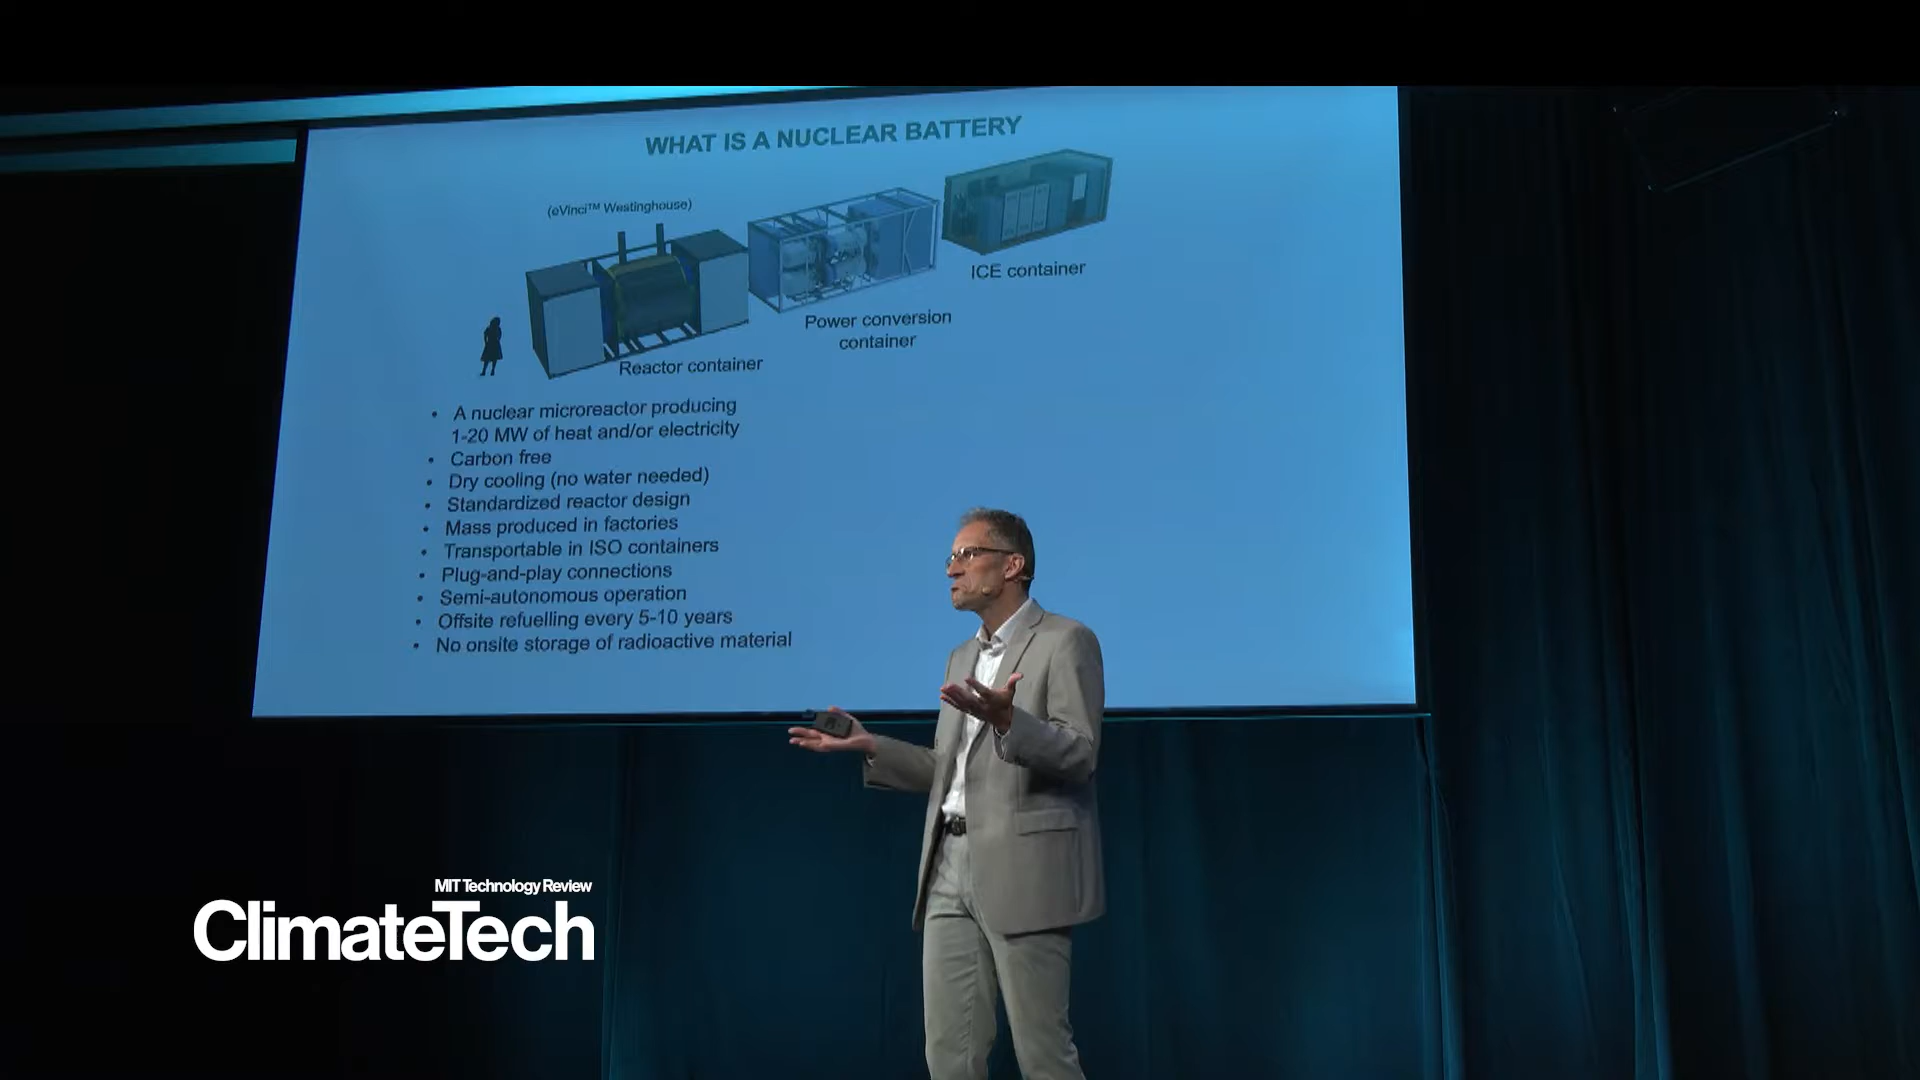 WHAT IS A NUCLEAR BATTERY
(eVinci™ Westinghouse)
ICE container
Power conversion
container
Reactor container
• A nuclear microreactor producing
1-20 MW of heat and/or electricity
• Carbon free
• Dry cooling (no water needed)
• Standardized reactor design
• Mass produced in factories
• Transportable in ISO containers
• Plug-and-play connections
• Semi-autonomous operation
• Offsite refuelling every 5-10 years
• No onsite storage of radioactive material
MIT Technology Review
ClimateTech